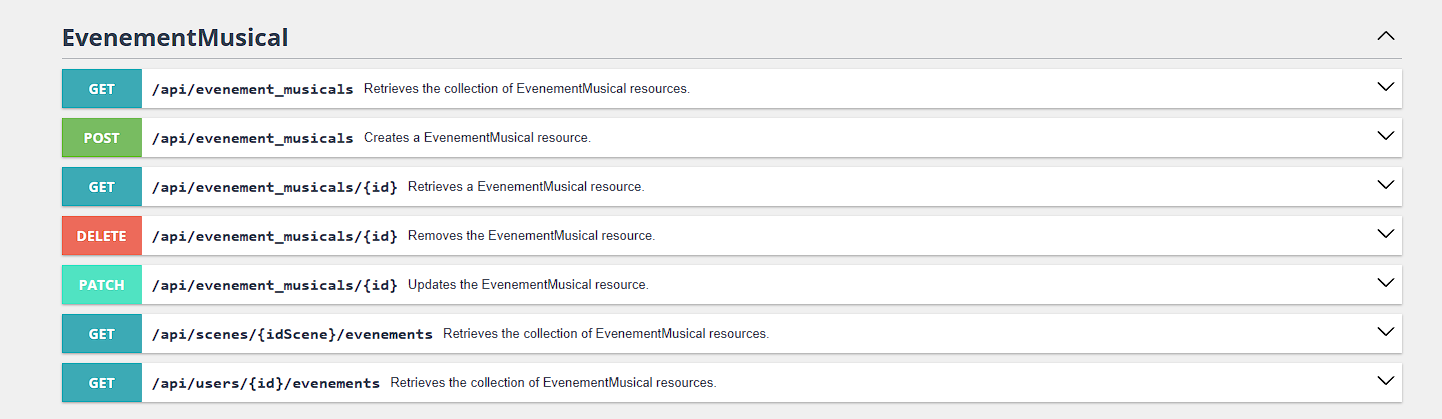 EvenementMusical
GET /api/evenement_musicals Retrieves the collection of EvenementMusical resources.
POST /api/evenement_musicals Creates a EvenementMusical resource.
GET /api/evenement_musicals/{id} Retrieves a EvenementMusical resource.
DELETE /api/evenement_musicals/{id} Removes the EvenementMusical resource.
PATCH /api/evenement_musicals/{id} Updates the EvenementMusical resource.
GET /api/scenes/{idScene}/evenements Retrieves the collection of EvenementMusical resources.
GET /api/users/{id}/evenements Retrieves the collection of EvenementMusical resources.